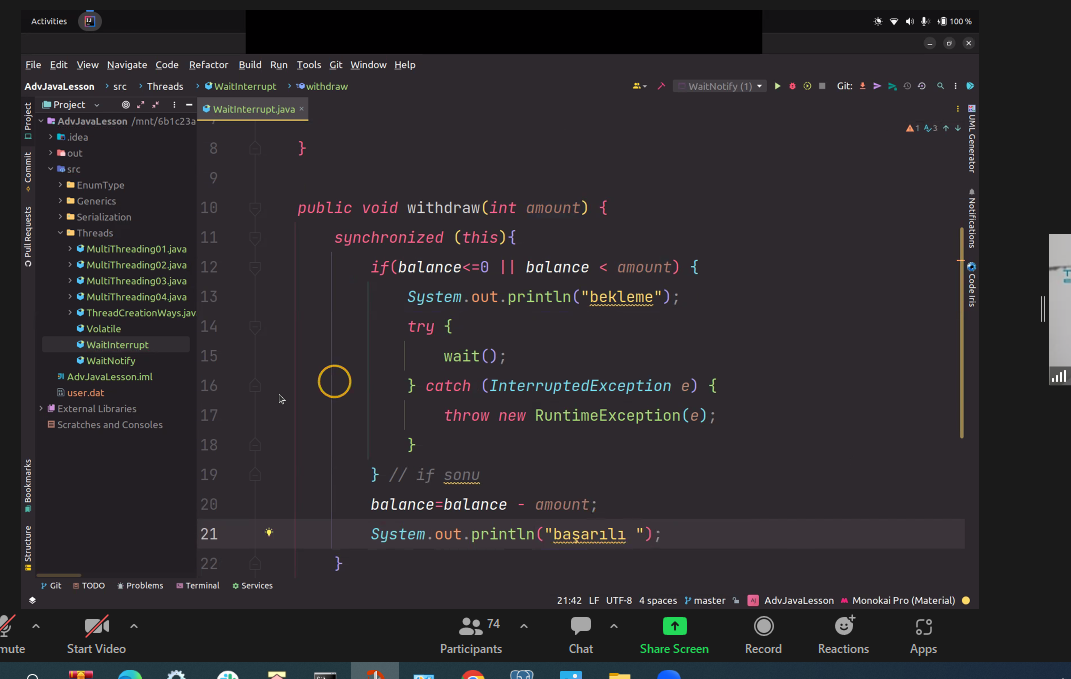 Activities
100 %
File Edit View Navigate Code Refactor Build Run Tools Git Window Help
AdvJavaLesson src Threads WaitInterrupt withdraw
WaitNotify (1)
Git:
Project
WaitInterrupt.java
AdvJavaLesson /mnt/6b1c23a
.idea
out
src
EnumType
Generics
Serialization
Threads
MultiThreading01.java
MultiThreading02.java
MultiThreading03.java
MultiThreading04.java
ThreadCreationWays.jav
Volatile
WaitInterrupt
WaitNotify
AdvJavaLesson.iml
user.dat
External Libraries
Scratches and Consoles
Project
Commit
Pull Requests
Bookmarks
Structure
1 3
8 }
9
10 public void withdraw(int amount) {
11 synchronized (this){
12 if(balance<=0 || balance < amount) {
13 System.out.println("bekleme");
14 try {
15 wait();
16 } catch (InterruptedException e) {
17 throw new RuntimeException(e);
18 }
19 } // if sonu
20 balance=balance - amount;
21 System.out.println("başarılı ");
22 }
UML Generator
Notifications
Code Iris
Git TODO Problems Terminal Services
21:42 LF UTF-8 4 spaces master AdvJavaLesson Monokai Pro (Material)
mute
Start Video
74
Participants
Chat
Share Screen
Record
Reactions
Apps